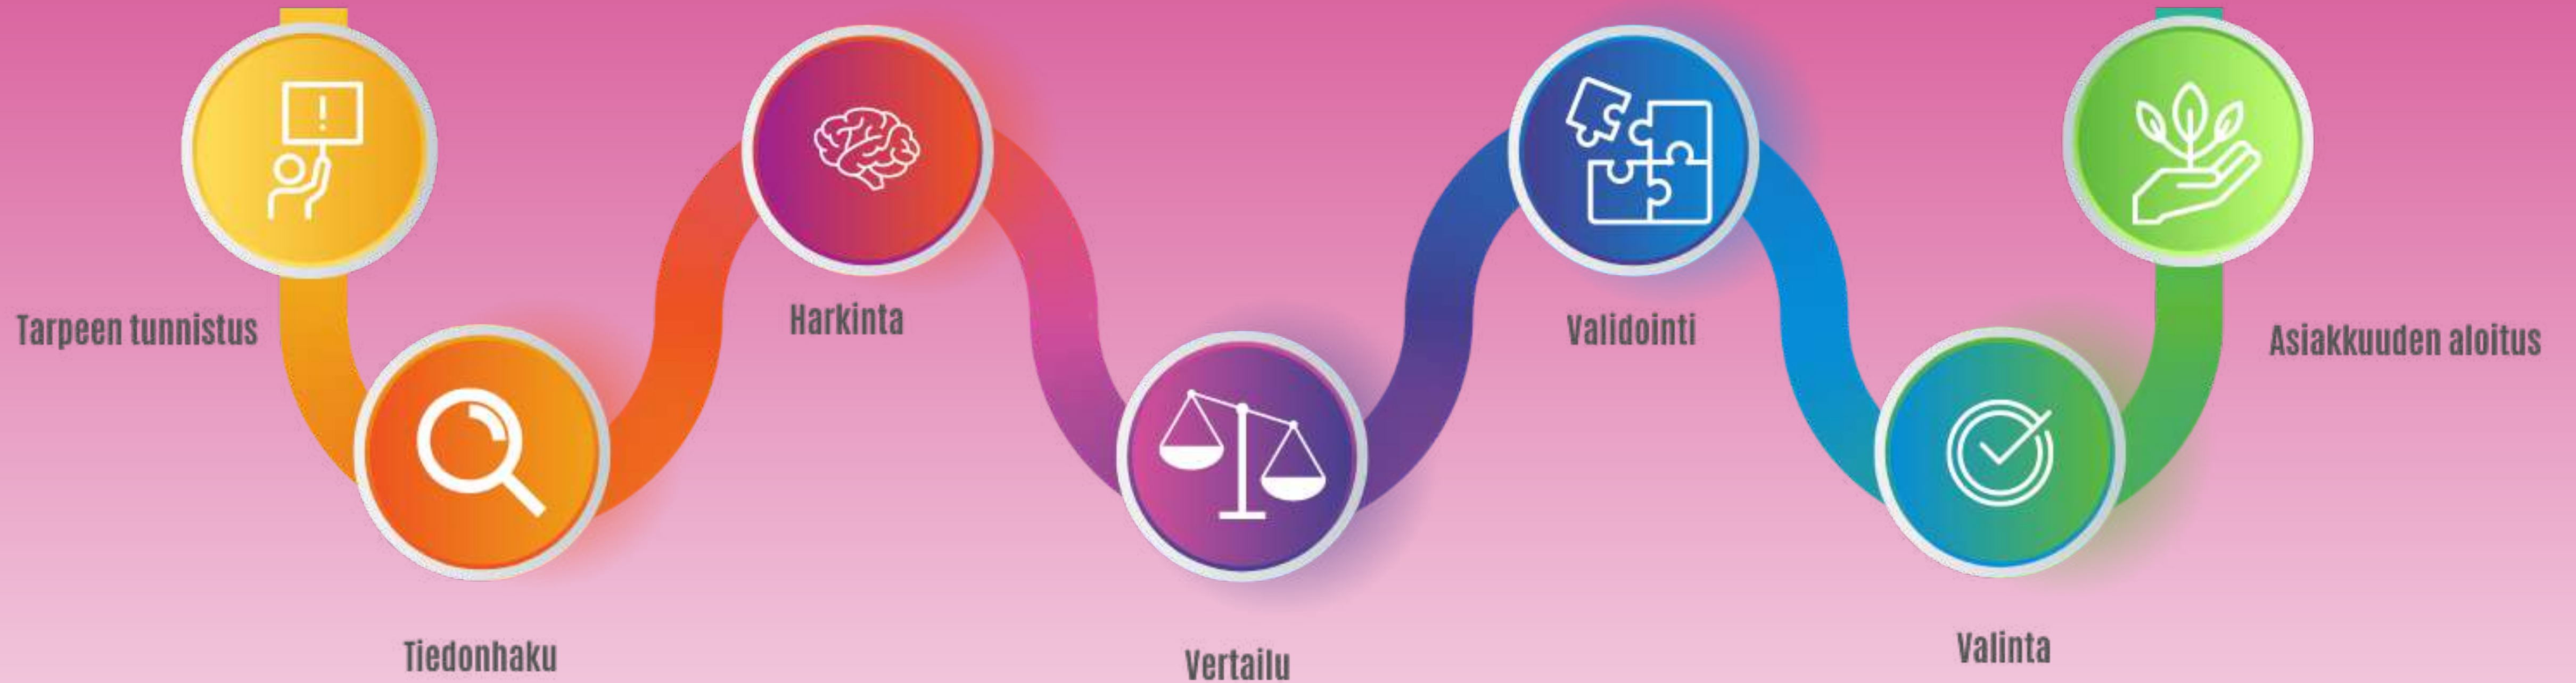 Tarpeen tunnistus
Tiedonhaku
Harkinta
Vertailu
Validointi
Valinta
Asiakkuuden aloitus
!